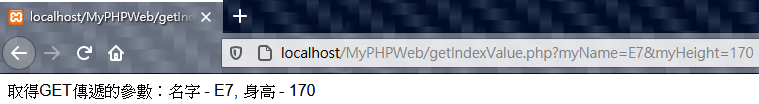 localhost/MyPHPWeb/getInde
localhost/MyPHPWeb/getIndexValue.php?myName=E7&myHeight=170
取得GET傳遞的參數：名字 - E7, 身高 - 170